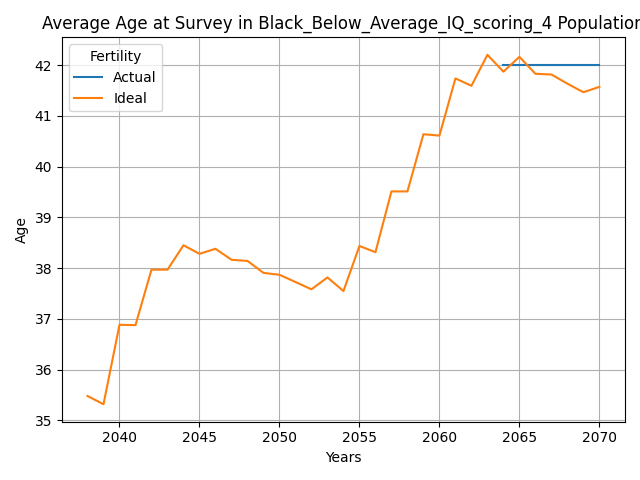 Average Age at Survey in Black_Below_Average_IQ_scoring_4 Population
Fertility
Actual
Ideal
42
41
40
39
38
37
36
35
Age
2040
2045
2050
2055
2060
2065
2070
Years